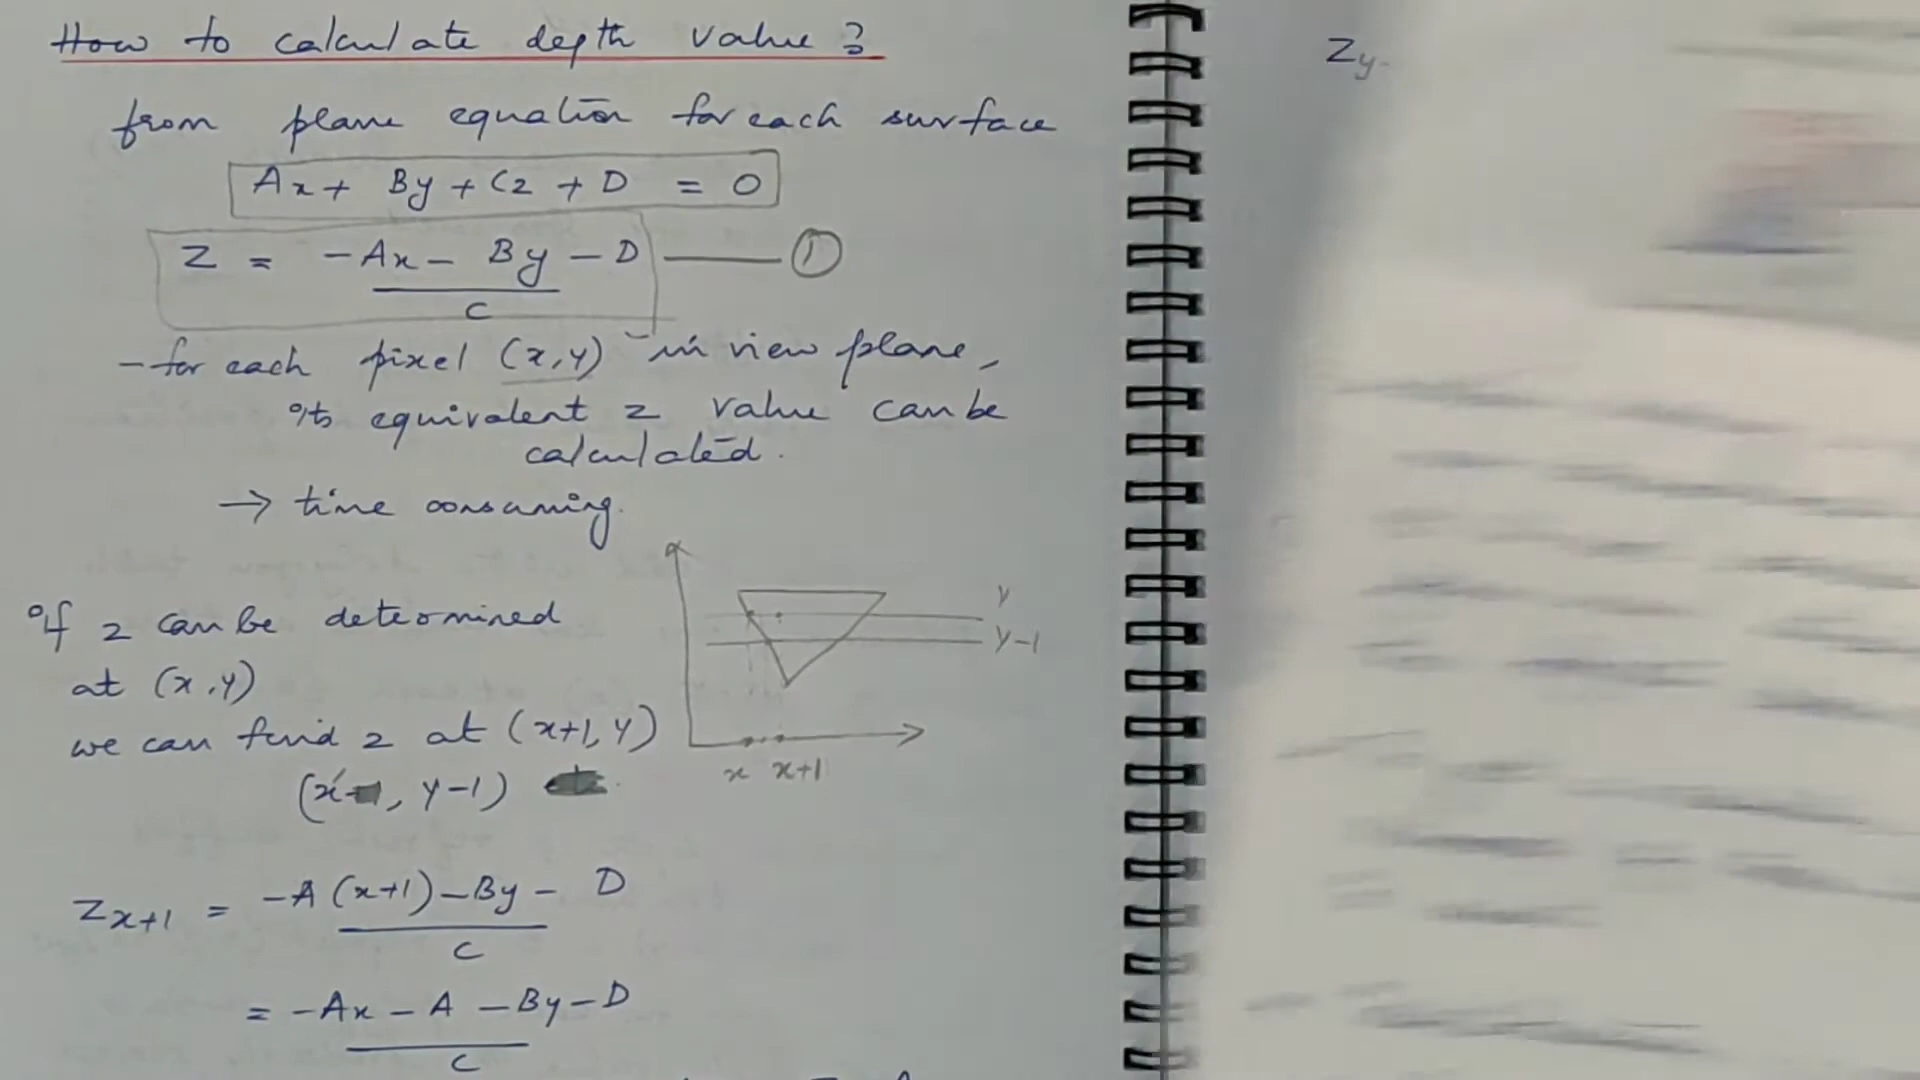 How to calculate depth value?
from plane equation for each surface
Ax + By + Cz + D = 0
Z = -Ax - By - D ——— ①
C
- for each pixel (x,y) in view plane,
its equivalent z value can be
calculated.
→ time consuming.
if z can be determined
at (x,y)
we can find z at (x+1,y)
(x, y-1)
y
y-1
x x+1
Zx+1 = -A(x+1) - By - D
C
= -Ax - A - By - D
C
Zy-